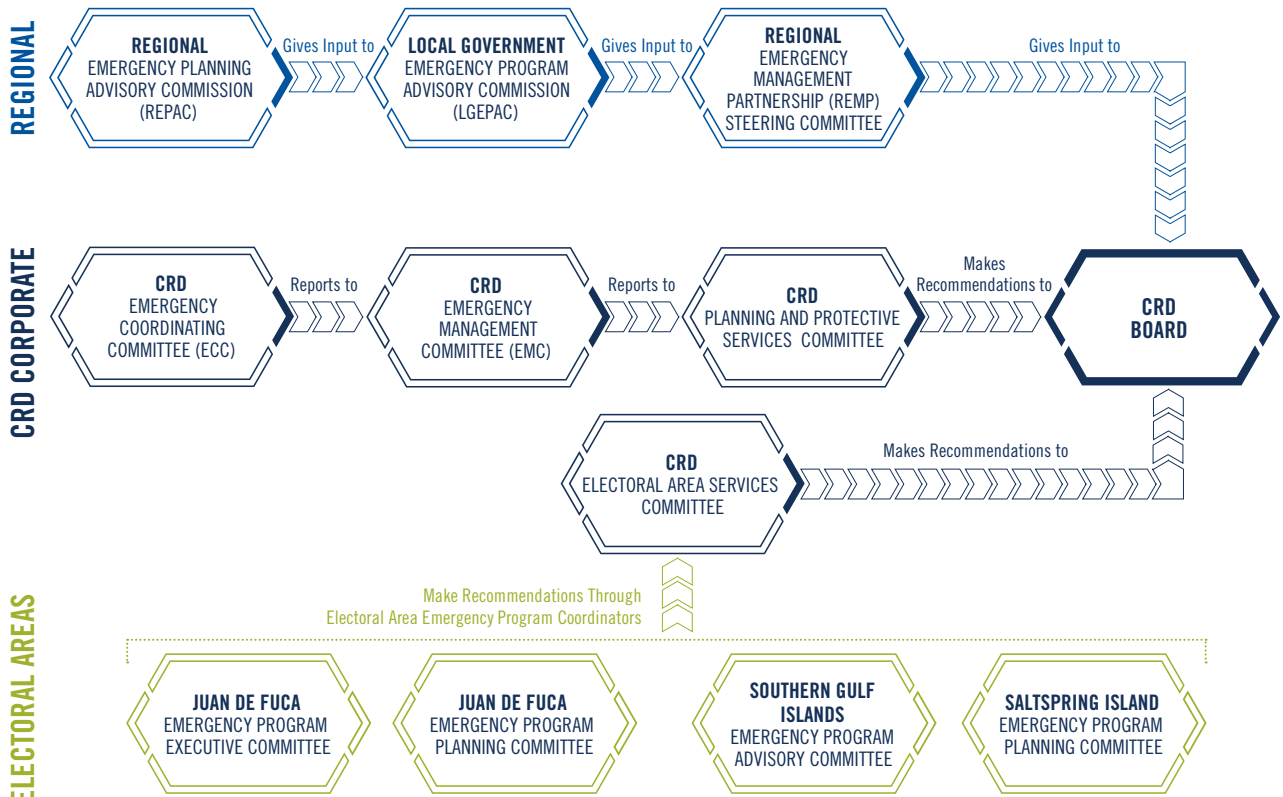 REGIONAL
REGIONAL
EMERGENCY PLANNING
ADVISORY COMMISSION
(REPAC)
Gives Input to
LOCAL GOVERNMENT
EMERGENCY PROGRAM
ADVISORY COMMISSION
(LGEPAC)
Gives Input to
REGIONAL
EMERGENCY
MANAGEMENT
PARTNERSHIP (REMP)
STEERING COMMITTEE
Gives Input to
CRD CORPORATE
CRD
EMERGENCY
COORDINATING
COMMITTEE (ECC)
Reports to
CRD
EMERGENCY
MANAGEMENT
COMMITTEE (EMC)
Reports to
CRD
PLANNING AND PROTECTIVE
SERVICES COMMITTEE
Makes
Recommendations to
CRD
BOARD
CRD
ELECTORAL AREA SERVICES
COMMITTEE
Makes Recommendations to
ELECTORAL AREAS
Make Recommendations Through
Electoral Area Emergency Program Coordinators
JUAN DE FUCA
EMERGENCY PROGRAM
EXECUTIVE COMMITTEE
JUAN DE FUCA
EMERGENCY PROGRAM
PLANNING COMMITTEE
SOUTHERN GULF
ISLANDS
EMERGENCY PROGRAM
ADVISORY COMMITTEE
SALTSPRING ISLAND
EMERGENCY PROGRAM
PLANNING COMMITTEE